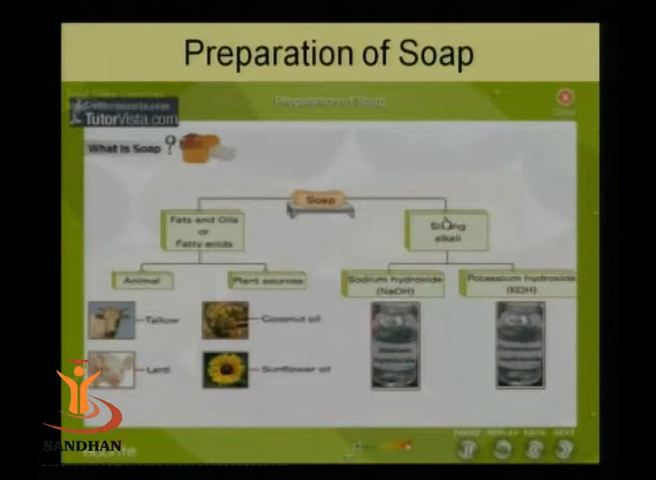 Preparation of Soap
Preparation of Soap
TutorVista.com
What is Soap ?
Soap
Fats and Oils
or
Fatty acids
Strong
alkali
Animal
Plant sources
Sodium hydroxide
(NaOH)
Potassium hydroxide
(KOH)
Tallow
Coconut oil
Lard
Sunflower oil
SANDHAN
PAUSE REPLAY BACK NEXT